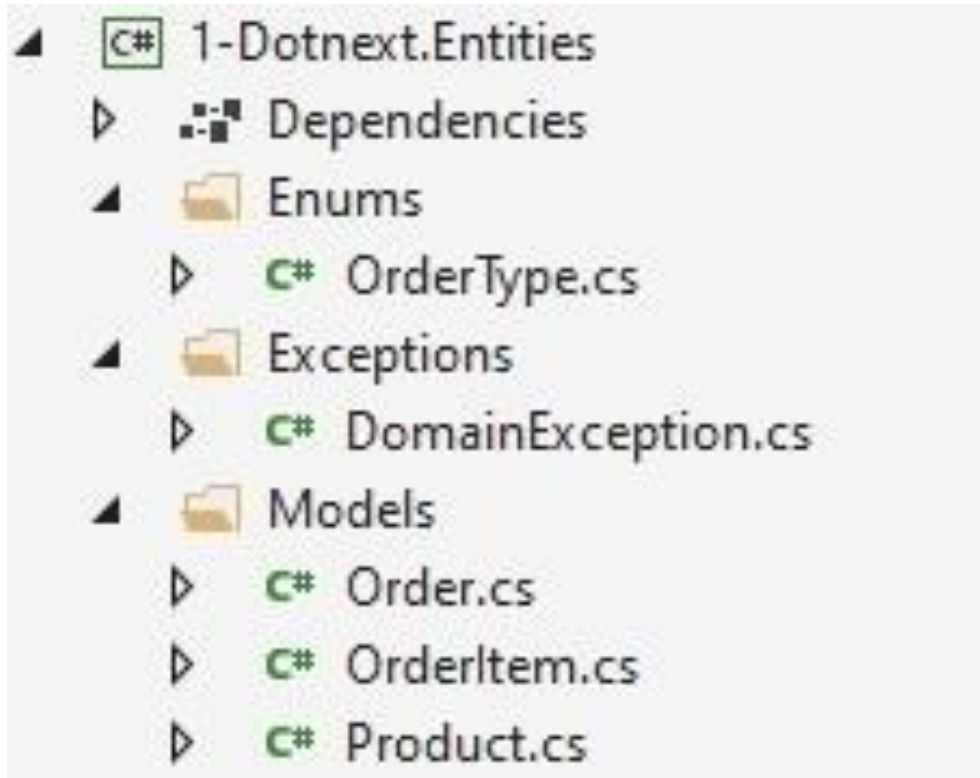 C# 1-Dotnext.Entities
Dependencies
Enums
C# OrderType.cs
Exceptions
C# DomainException.cs
Models
C# Order.cs
C# OrderItem.cs
C# Product.cs